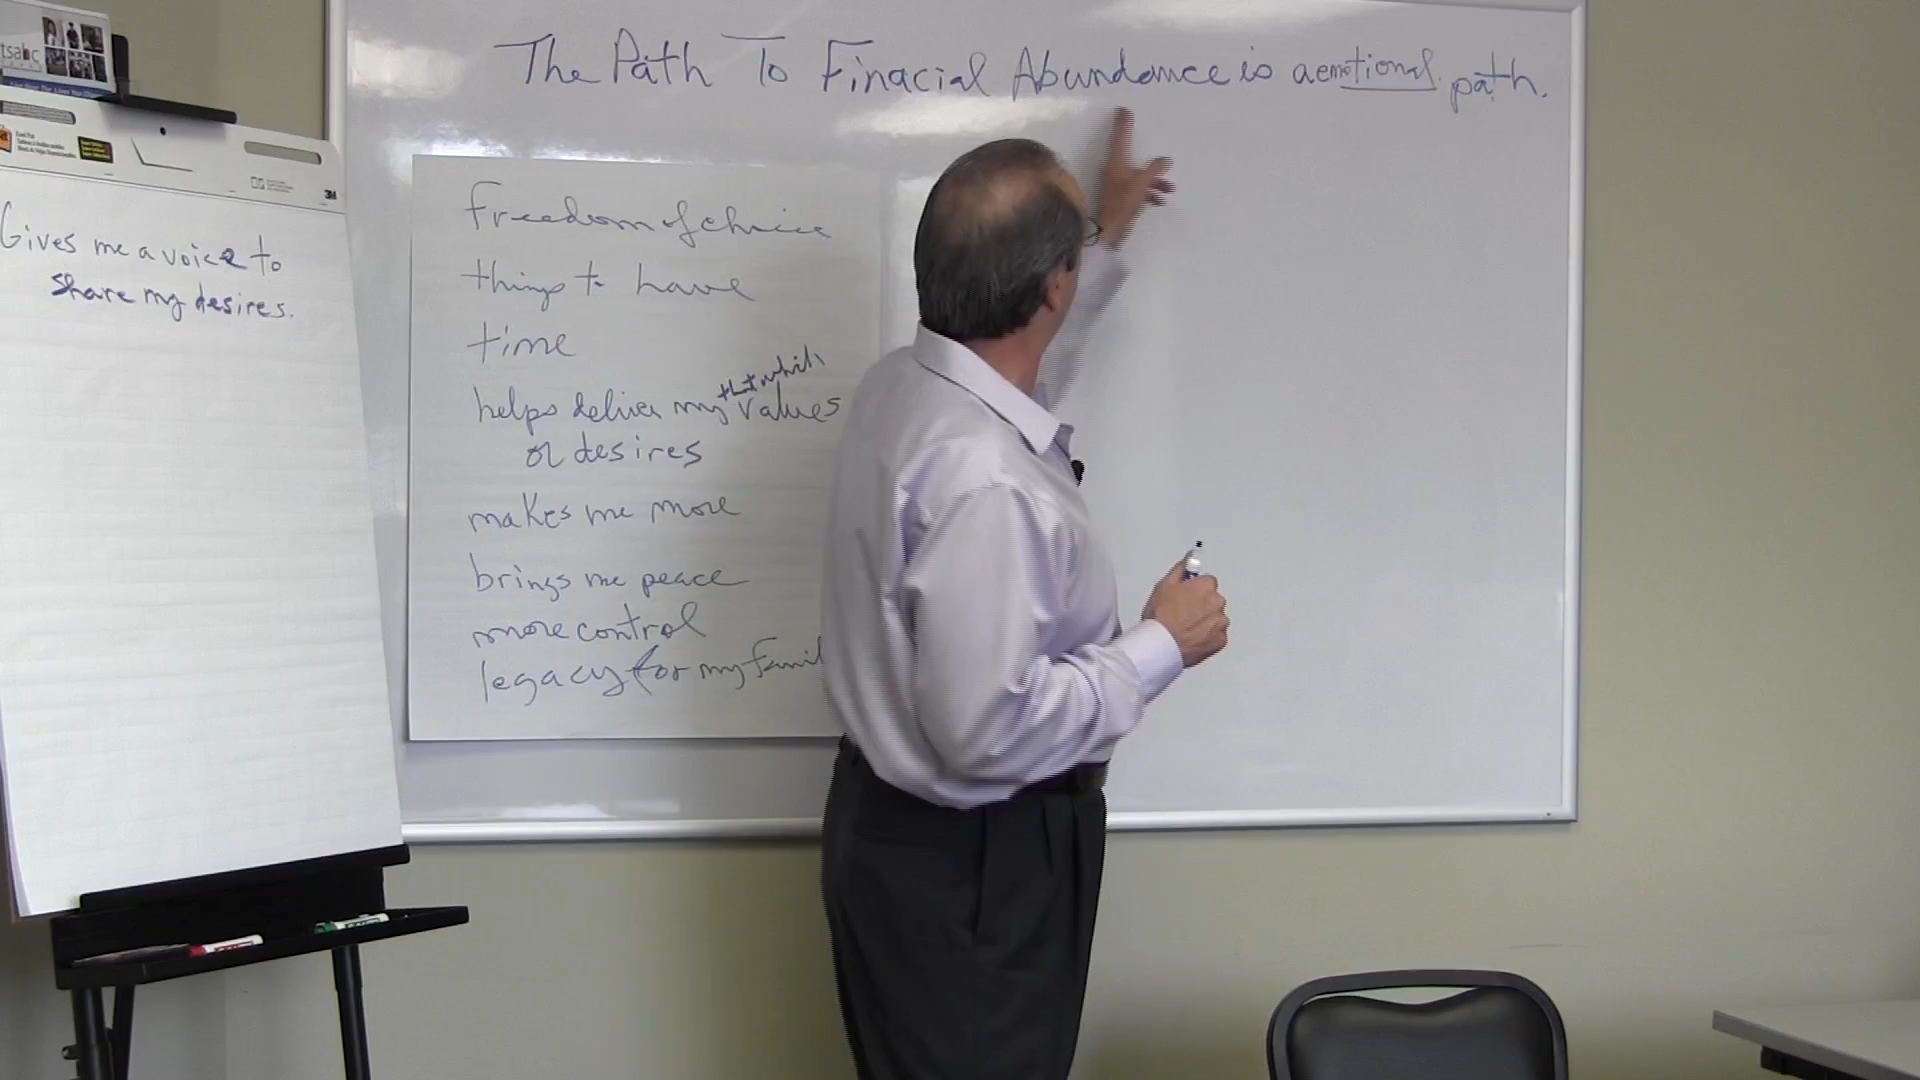 The Path To Finacial Abundance is a emotional path.
tsahc
3M
Gives me a voice to
share my desires.
freedom of choice
things to have
time
that which
helps deliver my values
or desires
makes me more
brings me peace
more control
legacy for my famil